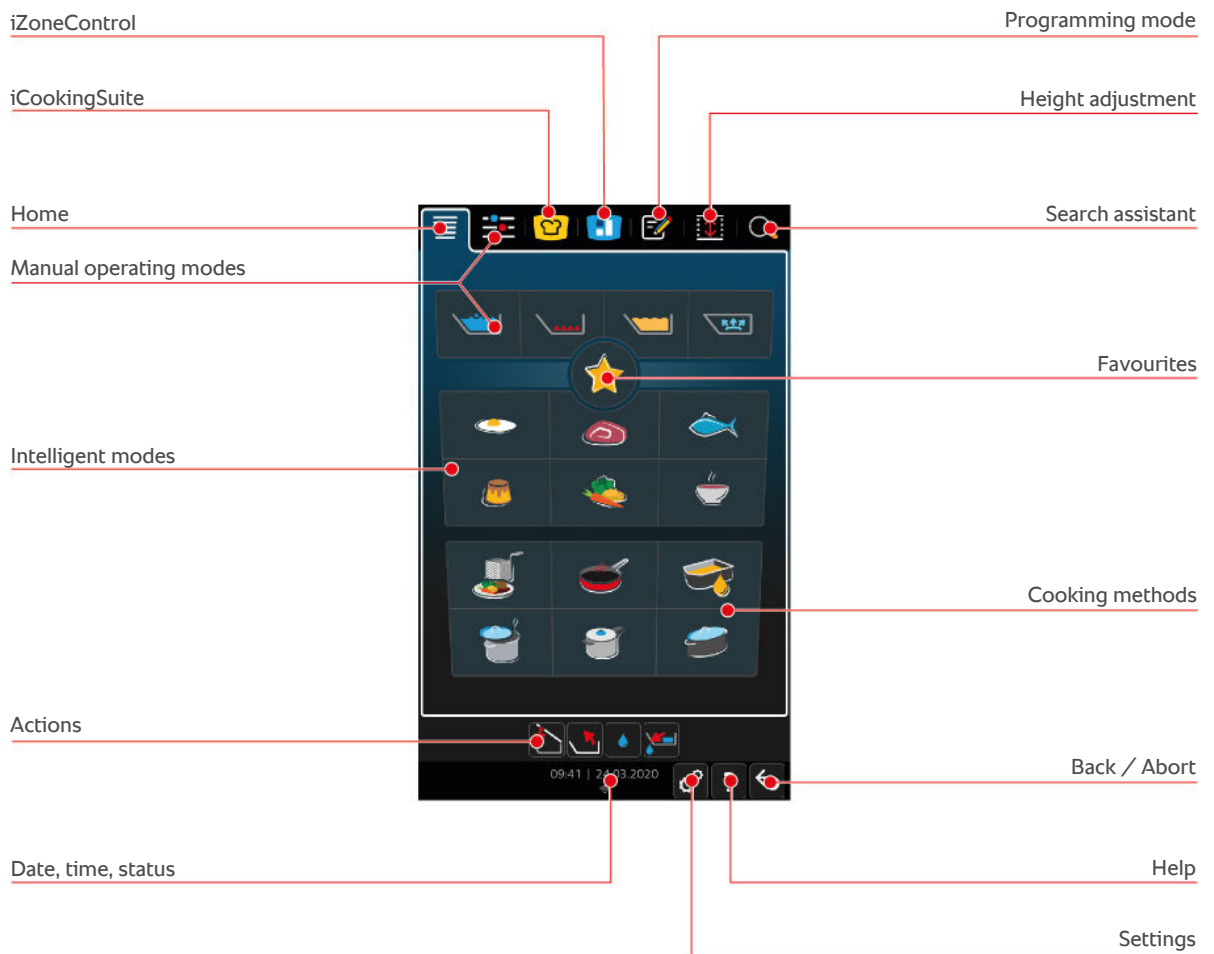 iZoneControl
Programming mode
iCookingSuite
Height adjustment
Home
Search assistant
Manual operating modes
Favourites
Intelligent modes
Cooking methods
Actions
Back / Abort
09:41 | 24.03.2020
Date, time, status
Help
Settings